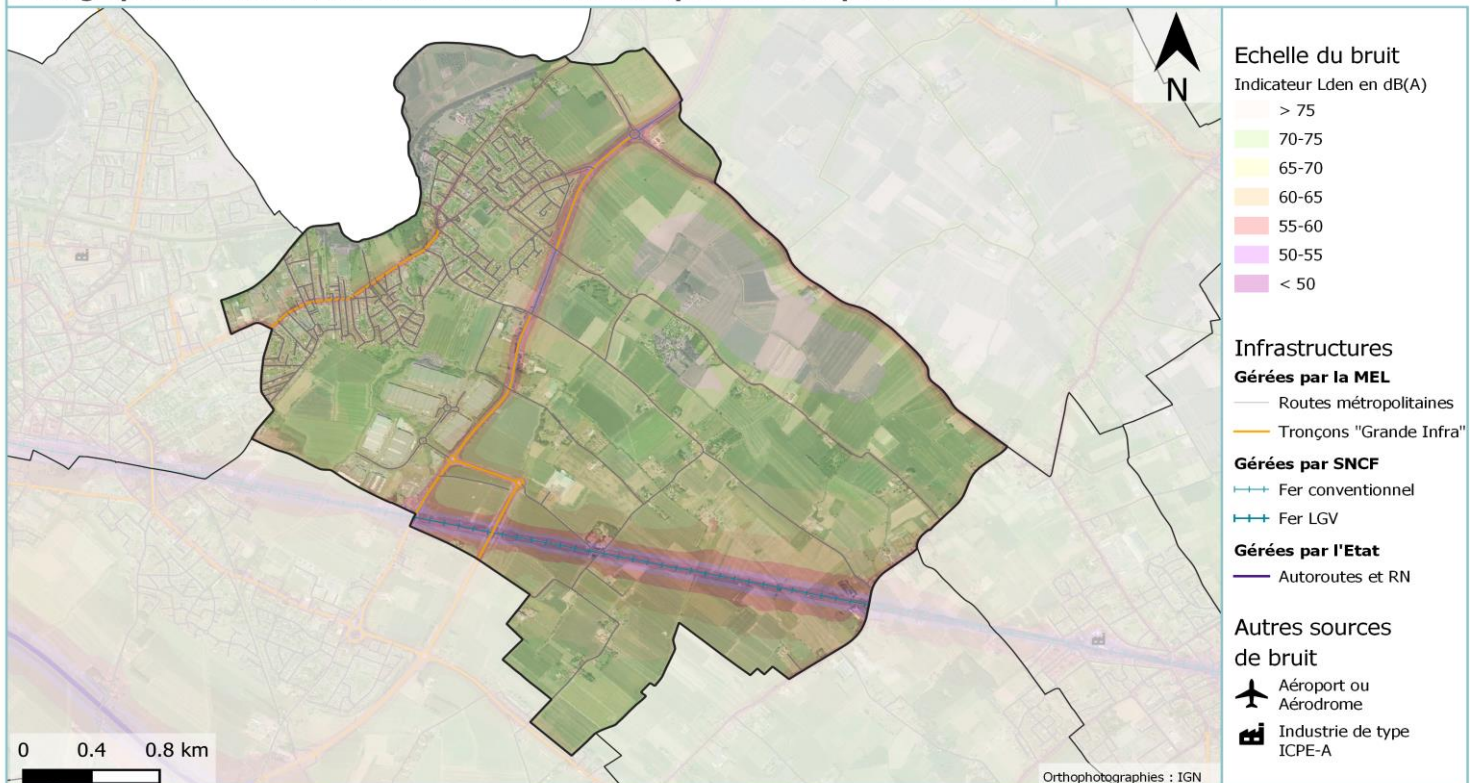 N
0 0.4 0.8 km
Orthophotographies : IGN
Echelle du bruit
Indicateur Lden en dB(A)
> 75
70-75
65-70
60-65
55-60
50-55
< 50
Infrastructures
Gérées par la MEL
Routes métropolitaines
Tronçons "Grande Infra"
Gérées par SNCF
Fer conventionnel
Fer LGV
Gérées par l'Etat
Autoroutes et RN
Autres sources
de bruit
Aéroport ou
Aérodrome
Industrie de type
ICPE-A